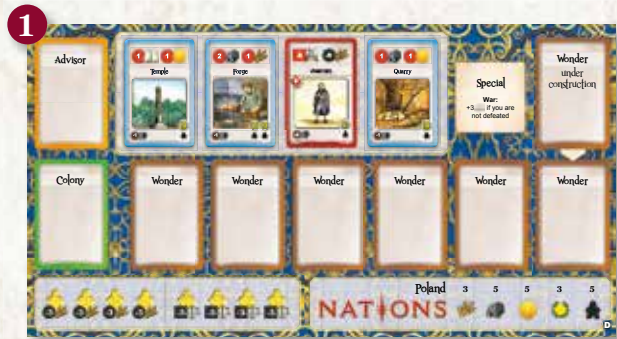 1
Advisor
Temple
Forge
Quarry
Special
War:
+3 if you are
not defeated
Wonder
under
construction
Colony
Wonder
Wonder
Wonder
Wonder
Wonder
Wonder
Poland 3 5 5 3 5
NATIONS
D